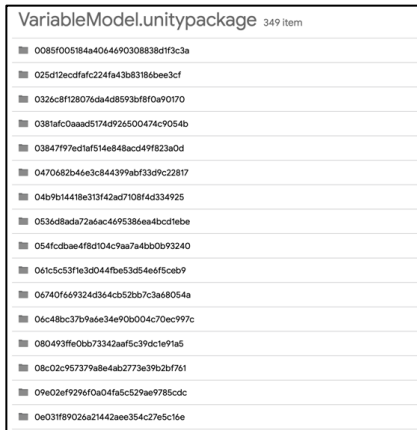 VariableModel.unitypackage 349 item
0085f005184a4064690308838d1f3c3a
025d12ecdfafc224fa43b83186bee3cf
0326c8f128076da4d8593bf8f0a90170
0381afc0aaad5174d926500474c9054b
03847f97ed1af514e848acd49f823a0d
0470682b46e3c844399abf33d9c22817
04b9b14418e313f42ad7108f4d334925
0536d8ada72a6ac4695386ea4bcd1ebe
054fcdbae4f8d104c9aa7a4bb0b93240
061c5c53f1e3d044fbe53d54e6f5ceb9
06740f669324d364cb52bb7c3a68054a
06c48bc37b9a6e34e90b004c70ec997c
080493ffe0bb73342aaf5c39dc1e91a5
08c02c957379a8e4ab2773e39b2bf761
09e02ef9296f0a04fa5c529ae9785cdc
0e031f89026a21442aee354c27e5c16e